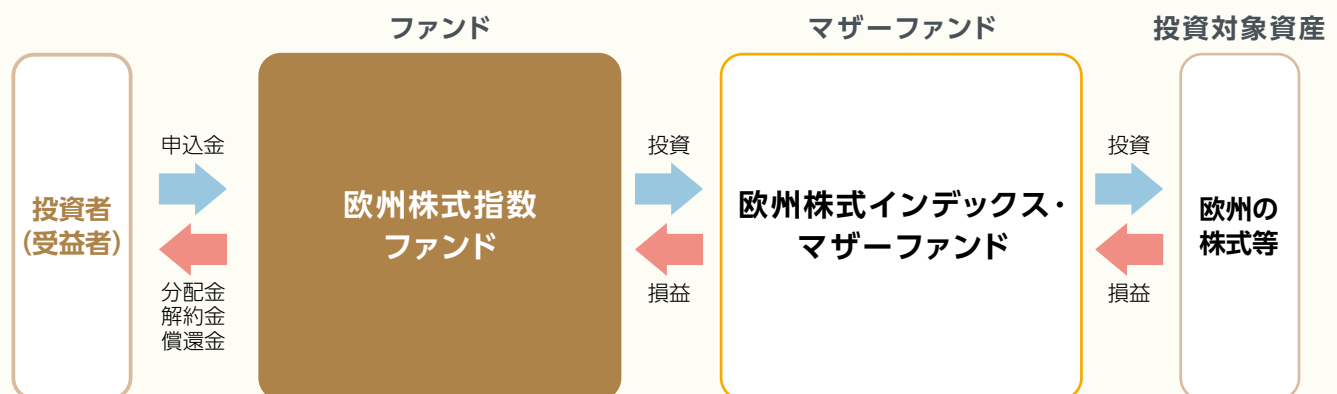 ファンド
マザーファンド
投資対象資産
投資者
(受益者)
申込金
分配金
解約金
償還金
欧州株式指数
ファンド
投資
損益
欧州株式インデックス・
マザーファンド
投資
損益
欧州の
株式等